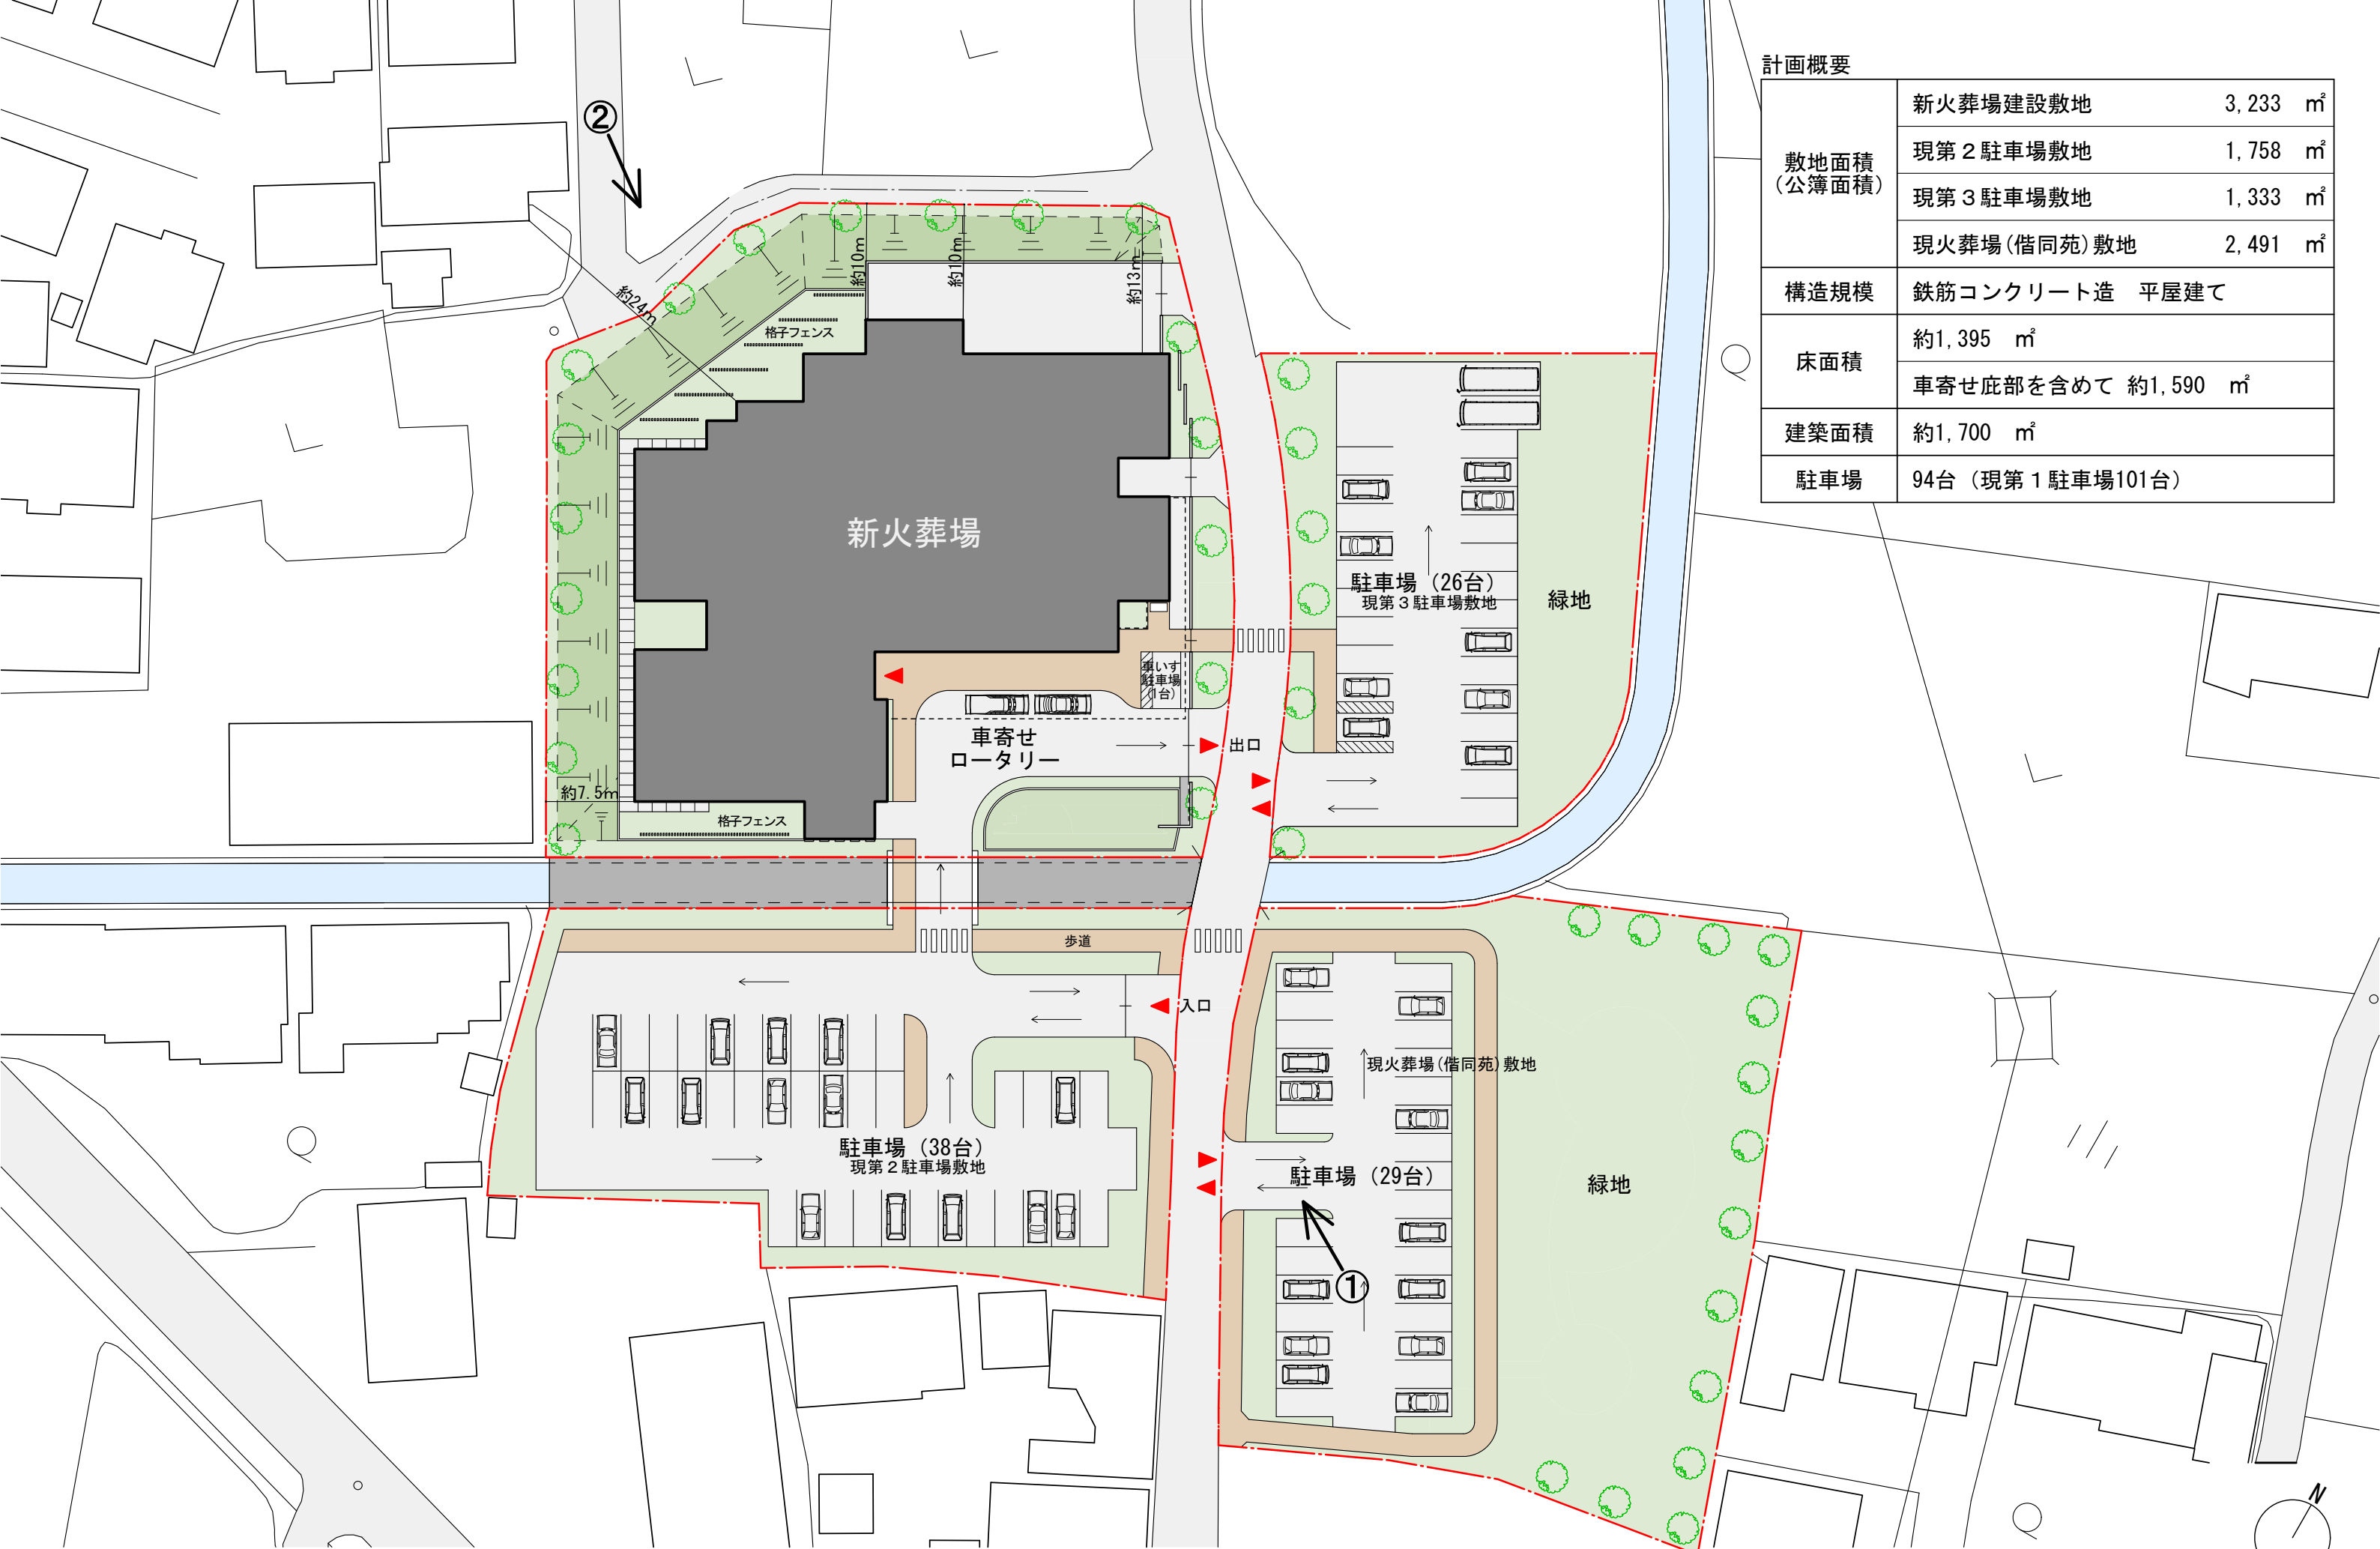 計画概要
敷地面積
(公簿面積)
新火葬場建設敷地 3,233 ㎡
現第２駐車場敷地 1,758 ㎡
現第３駐車場敷地 1,333 ㎡
現火葬場(偕同苑)敷地 2,491 ㎡
構造規模 鉄筋コンクリート造 平屋建て
床面積
約1,395 ㎡
車寄せ庇部を含めて 約1,590 ㎡
建築面積 約1,700 ㎡
駐車場 94台（現第１駐車場101台）
②
約10m
約10m
約13m
約24m
格子フェンス
新火葬場
駐車場（26台）
現第３駐車場敷地
緑地
車いす
駐車場
(1台)
車寄せ
ロータリー
出口
約7.5m
格子フェンス
歩道
入口
現火葬場(偕同苑)敷地
駐車場（38台）
現第２駐車場敷地
駐車場（29台）
緑地
①
N